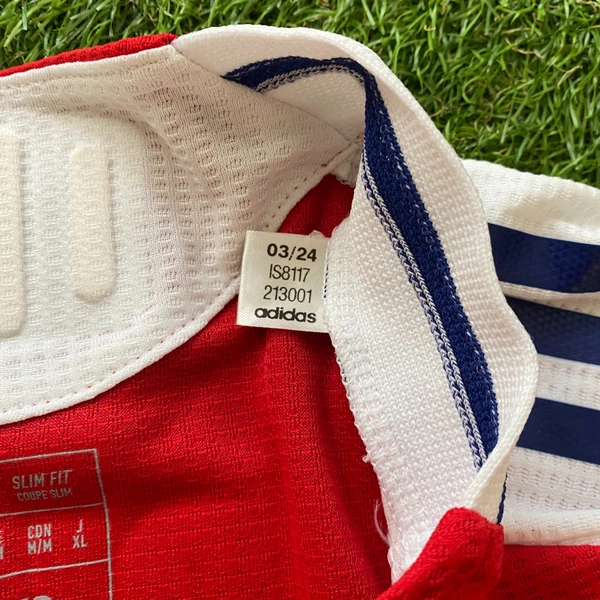 03/24
IS8117
213001
adidas
SLIM FIT
COUPE SLIM
CDN J
M/M XL